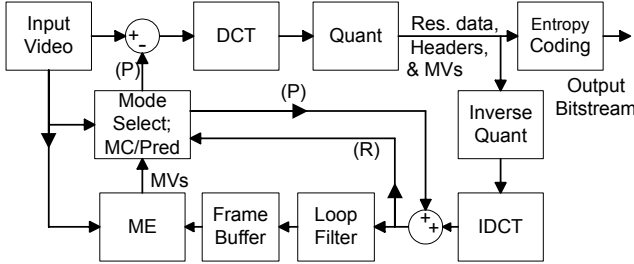 Input
Video
+
-
DCT
Quant
Res. data,
Headers,
& MVs
Entropy
Coding
Output
Bitstream
(P)
Mode
Select;
MC/Pred
(P)
(R)
Inverse
Quant
MVs
ME
Frame
Buffer
Loop
Filter
+
+
IDCT